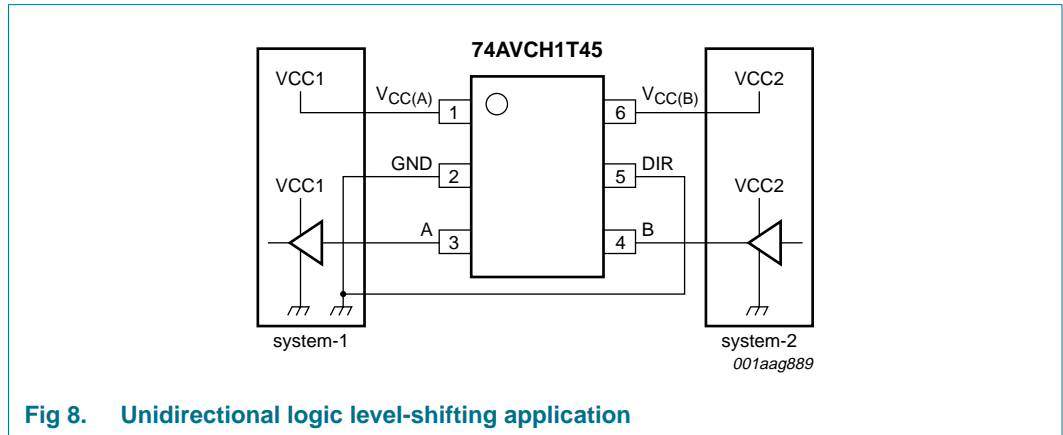 74AVCH1T45
VCC1
VCC(A)
1
6
VCC(B)
VCC2
GND
2
5
DIR
VCC1
VCC2
A
3
4
B
system-1
system-2
001aag889
Fig 8. Unidirectional logic level-shifting application